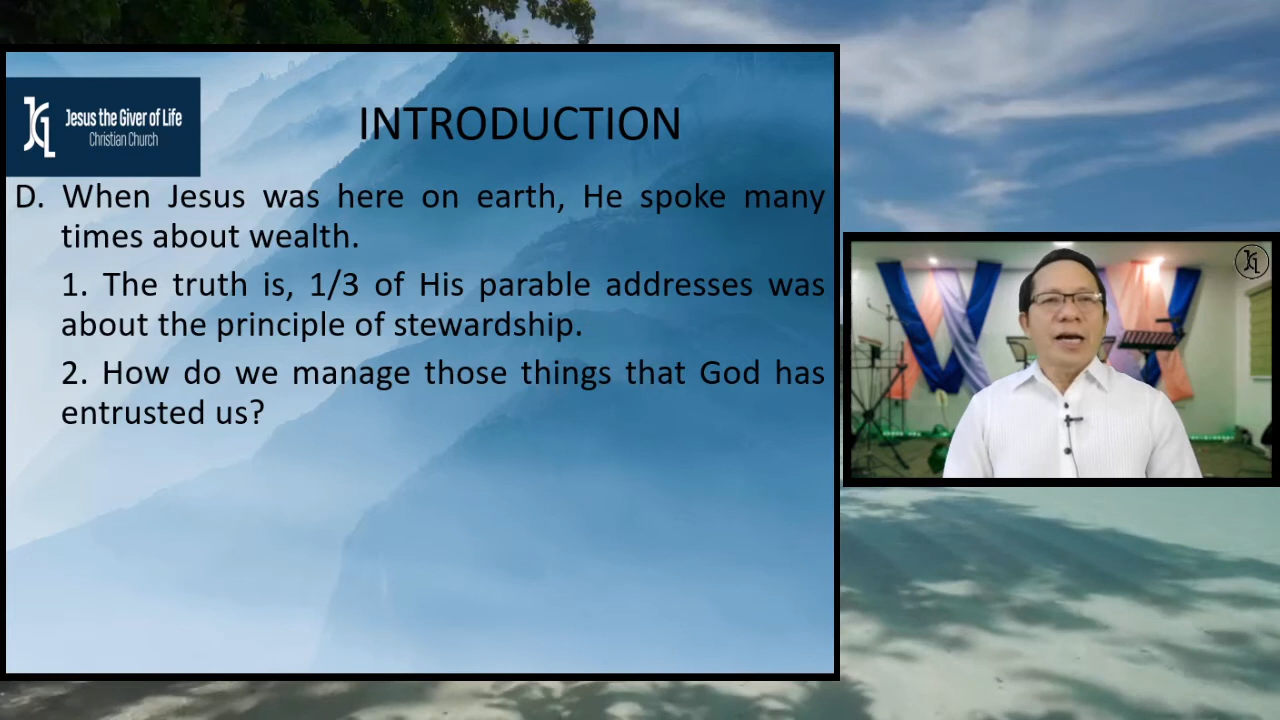 Jesus the Giver of Life
Christian Church
INTRODUCTION
D. When Jesus was here on earth, He spoke many
times about wealth.
1. The truth is, 1/3 of His parable addresses was
about the principle of stewardship.
2. How do we manage those things that God has
entrusted us?